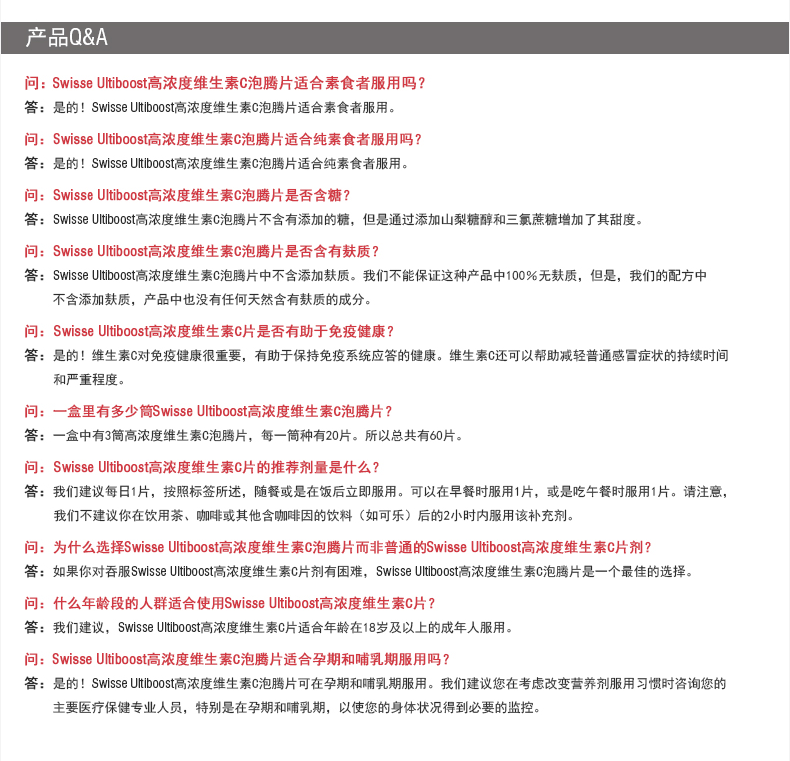 产品Q&A
问：Swisse Ultiboost高浓度维生素C泡腾片适合素食者服用吗？
答：是的！Swisse Ultiboost高浓度维生素C泡腾片适合素食者服用。
问：Swisse Ultiboost高浓度维生素C泡腾片适合纯素食者服用吗？
答：是的！Swisse Ultiboost高浓度维生素C泡腾片适合纯素食者服用。
问：Swisse Ultiboost高浓度维生素C泡腾片是否含糖？
答：Swisse Ultiboost高浓度维生素C泡腾片不含有添加的糖，但是通过添加山梨糖醇和三氯蔗糖增加了其甜度。
问：Swisse Ultiboost高浓度维生素C泡腾片是否含有麸质？
答：Swisse Ultiboost高浓度维生素C泡腾片中不含添加麸质。我们不能保证这种产品中100%无麸质，但是，我们的配方中
不含添加麸质，产品中也没有任何天然含有麸质的成分。
问：Swisse Ultiboost高浓度维生素C片是否有助于免疫健康？
答：是的！维生素C对免疫健康很重要，有助于保持免疫系统应答的健康。维生素C还可以帮助减轻普通感冒症状的持续时间
和严重程度。
问：一盒里有多少筒Swisse Ultiboost高浓度维生素C泡腾片？
答：一盒中有3筒高浓度维生素C泡腾片，每一筒种有20片。所以总共有60片。
问：Swisse Ultiboost高浓度维生素C片的推荐剂量是什么？
答：我们建议每日1片，按照标签所述，随餐或是在饭后立即服用。可以在早餐时服用1片，或是吃午餐时服用1片。请注意，
我们不建议你在饮用茶、咖啡或其他含咖啡因的饮料（如可乐）后的2小时内服用该补充剂。
问：为什么选择Swisse Ultiboost高浓度维生素C泡腾片而非普通的Swisse Ultiboost高浓度维生素C片剂？
答：如果你对吞服Swisse Ultiboost高浓度维生素C片剂有困难，Swisse Ultiboost高浓度维生素C泡腾片是一个最佳的选择。
问：什么年龄段的人群适合使用Swisse Ultiboost高浓度维生素C片？
答：我们建议，Swisse Ultiboost高浓度维生素C片适合年龄在18岁及以上的成年人服用。
问：Swisse Ultiboost高浓度维生素C泡腾片适合孕期和哺乳期服用吗？
答：是的！Swisse Ultiboost高浓度维生素C泡腾片可在孕期和哺乳期服用。我们建议您在考虑改变营养剂服用习惯时咨询您的
主要医疗保健专业人员，特别是在孕期和哺乳期，以使您的身体状况得到必要的监控。